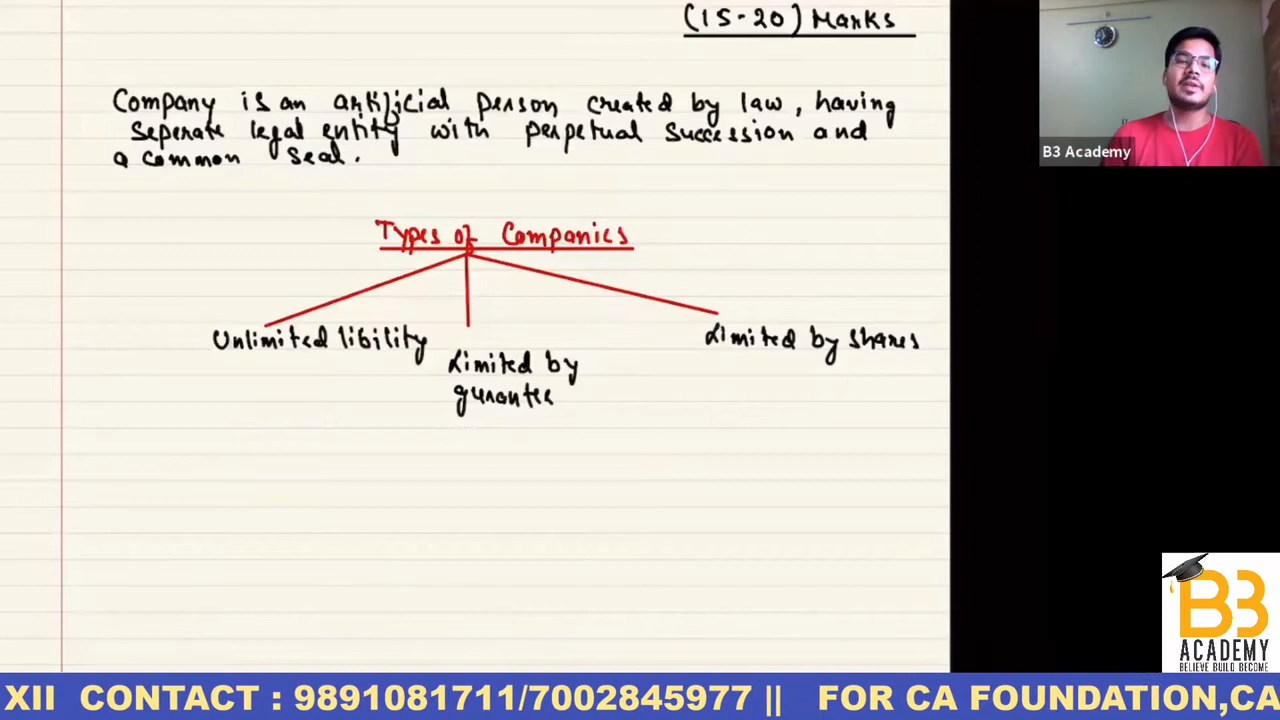 (15-20) Marks
Company is an artificial person created by law, having
seperate legal entity with perpetual succession and
a common seal.
Types of Companies
Unlimited libility
Limited by
gurantee
Limited by shares
B3 Academy
B3
ACADEMY
BELIEVE BUILD BECOME
XII CONTACT : 9891081711/7002845977 || FOR CA FOUNDATION,CA